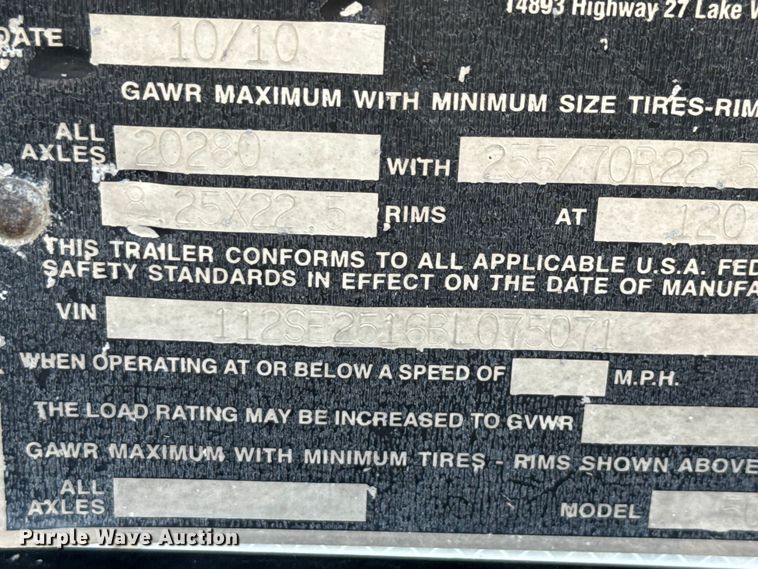 14893 Highway 27 Lake W
DATE 10/10
GAWR MAXIMUM WITH MINIMUM SIZE TIRES-RIM
ALL AXLES 20280 WITH 255/70R22.5
8.25X22.5 RIMS AT 120
THIS TRAILER CONFORMS TO ALL APPLICABLE U.S.A. FED
SAFETY STANDARDS IN EFFECT ON THE DATE OF MANUFA
VIN 112SE2516BL075071
WHEN OPERATING AT OR BELOW A SPEED OF M.P.H.
THE LOAD RATING MAY BE INCREASED TO GVWR
GAWR MAXIMUM WITH MINIMUM TIRES - RIMS SHOWN ABOVE
ALL AXLES MODEL
Purple Wave Auction